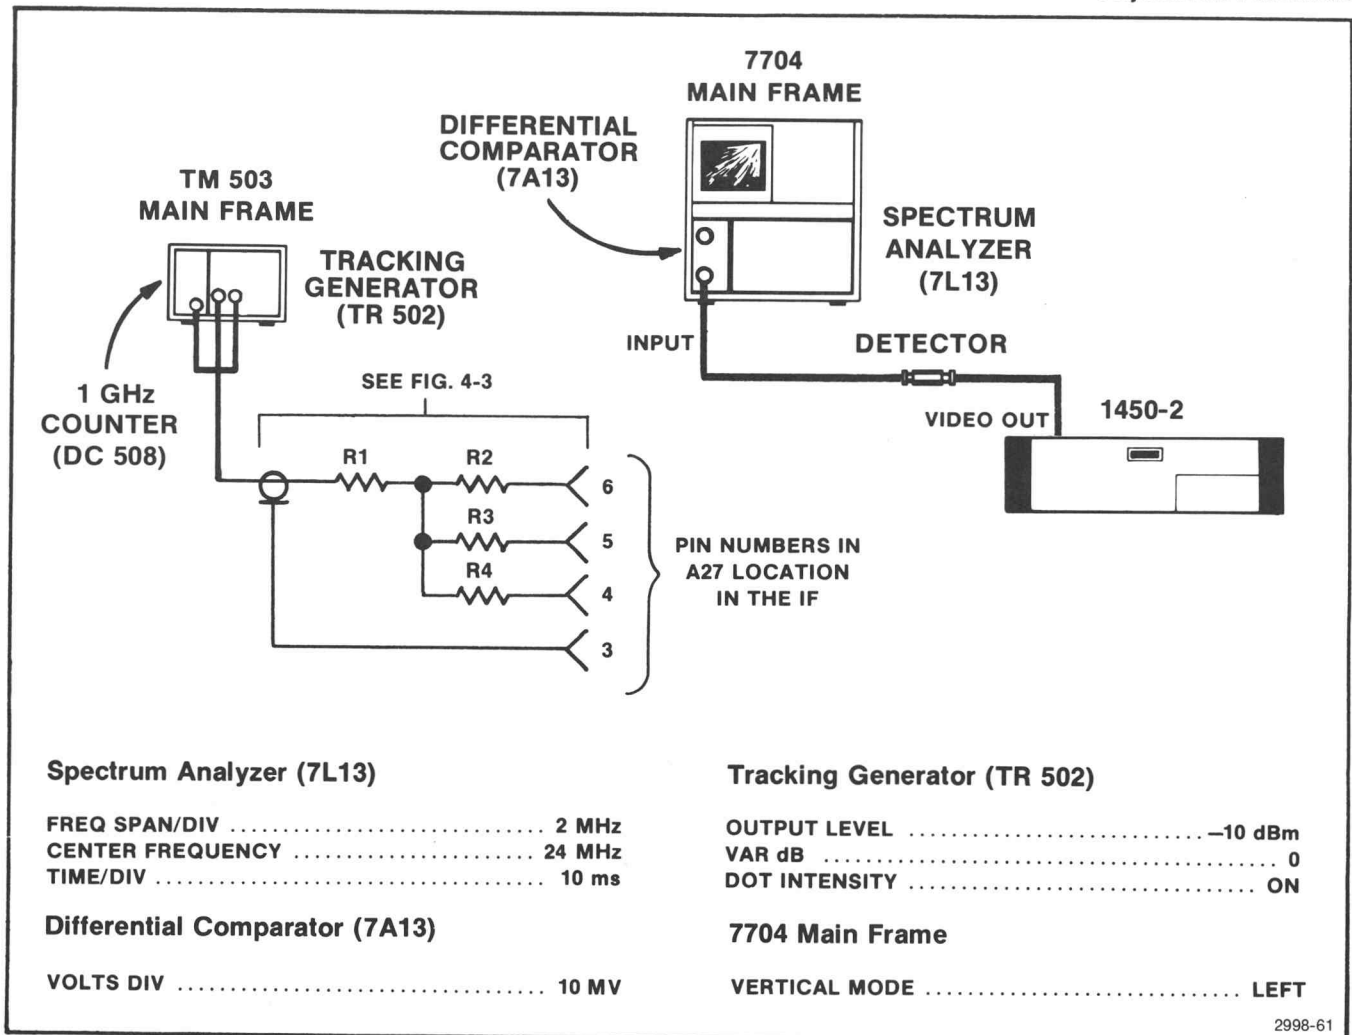 7704
MAIN FRAME
DIFFERENTIAL
COMPARATOR
(7A13)
TM 503
MAIN FRAME
TRACKING
GENERATOR
(TR 502)
SPECTRUM
ANALYZER
(7L13)
INPUT
DETECTOR
1 GHz
COUNTER
(DC 508)
SEE FIG. 4-3
VIDEO OUT
1450-2
R1
R2
6
R3
5
R4
4
3
PIN NUMBERS IN
A27 LOCATION
IN THE IF
Spectrum Analyzer (7L13)
FREQ SPAN/DIV .............................. 2 MHz
CENTER FREQUENCY ....................... 24 MHz
TIME/DIV ..................................... 10 ms
Differential Comparator (7A13)
VOLTS DIV .................................. 10 MV
Tracking Generator (TR 502)
OUTPUT LEVEL ............................ –10 dBm
VAR dB ........................................... 0
DOT INTENSITY ................................. ON
7704 Main Frame
VERTICAL MODE .............................. LEFT
2998-61